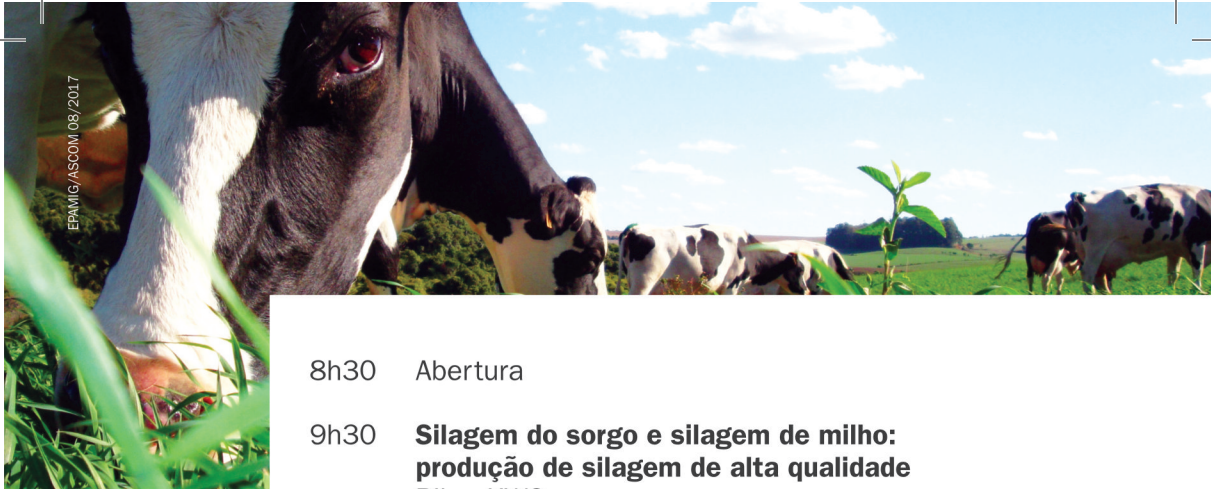 EPAMIG/ASCOM 08/2017
8h30 Abertura
9h30 Silagem do sorgo e silagem de milho:
produção de silagem de alta qualidade